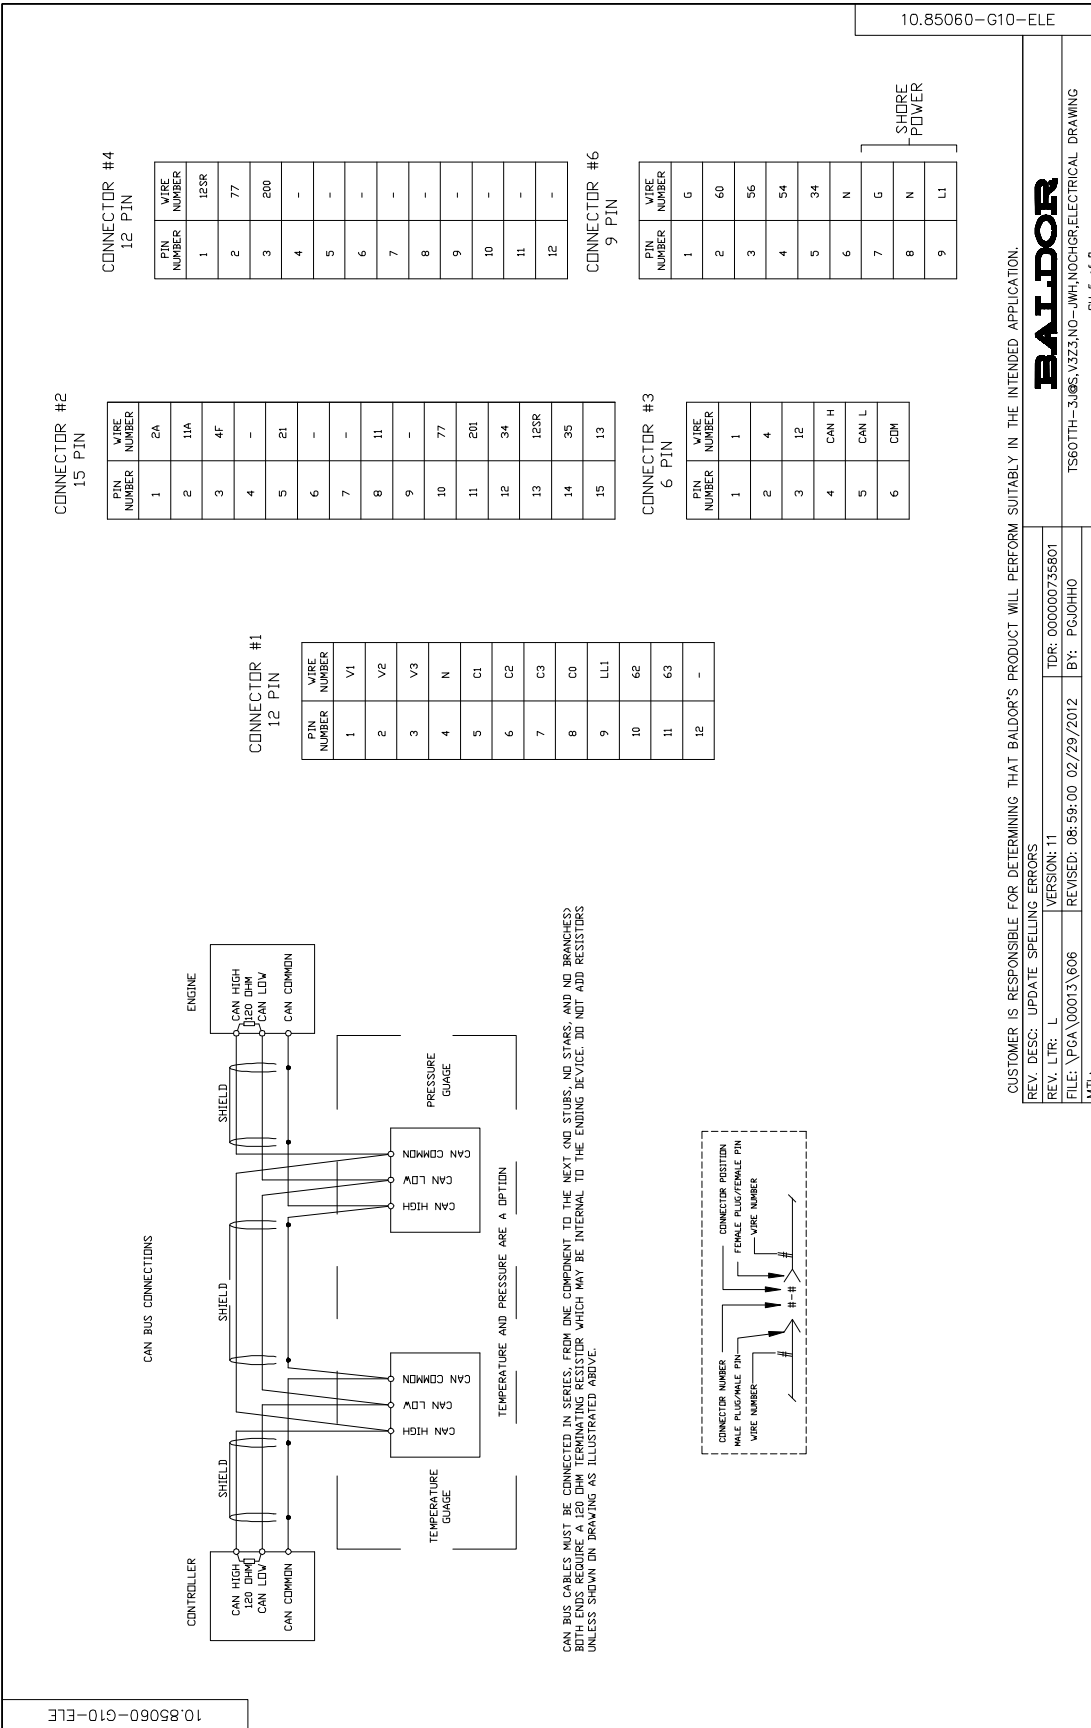 10.85060-G10-ELE
CAN BUS CONNECTIONS
CONTROLLER
CAN HIGH
120 OHM
CAN LOW
CAN COMMON
SHIELD
SHIELD
SHIELD
ENGINE
CAN HIGH
120 OHM
CAN LOW
CAN COMMON
TEMPERATURE
GUAGE
CAN HIGH
CAN LOW
CAN COMMON
CAN HIGH
CAN LOW
CAN COMMON
PRESSURE
GUAGE
TEMPERATURE AND PRESSURE ARE A OPTION
CAN BUS CABLES MUST BE CONNECTED IN SERIES, FROM ONE COMPONENT TO THE NEXT (NO STUBS, NO STARS, AND NO BRANCHES)
BOTH ENDS REQUIRE A 120 OHM TERMINATING RESISTOR WHICH MAY BE INTERNAL TO THE ENDING DEVICE. DO NOT ADD RESISTORS
UNLESS SHOWN ON DRAWING AS ILLUSTRATED ABOVE.
CONNECTOR NUMBER
MALE PLUG/MALE PIN
WIRE NUMBER
CONNECTOR POSITION
FEMALE PLUG/FEMALE PIN
WIRE NUMBER
# #-# #
CONNECTOR #1
12 PIN
PIN NUMBER WIRE NUMBER
1 V1
2 V2
3 V3
4 N
5 C1
6 C2
7 C3
8 C0
9 LL1
10 62
11 63
12 -
CONNECTOR #2
15 PIN
PIN NUMBER WIRE NUMBER
1 2A
2 11A
3 4F
4 -
5 21
6 -
7 -
8 11
9 -
10 77
11 201
12 34
13 12SR
14 35
15 13
CONNECTOR #3
6 PIN
PIN NUMBER WIRE NUMBER
1 1
2 4
3 12
4 CAN H
5 CAN L
6 COM
CONNECTOR #4
12 PIN
PIN NUMBER WIRE NUMBER
1 12SR
2 77
3 200
4 -
5 -
6 -
7 -
8 -
9 -
10 -
11 -
12 -
CONNECTOR #6
9 PIN
PIN NUMBER WIRE NUMBER
1 G
2 60
3 56
4 54
5 34
6 N
7 G
8 N
9 L1
SHORE
POWER
CUSTOMER IS RESPONSIBLE FOR DETERMINING THAT BALDOR'S PRODUCT WILL PERFORM SUITABLY IN THE INTENDED APPLICATION.
REV. DESC: UPDATE SPELLING ERRORS
REV. LTR: L VERSION: 11 TDR: 000000735801
FILE: \PGA\00013\606 REVISED: 08:59:00 02/29/2012 BY: PGJOHHO
BALDOR
TS60TTH-3J@S,V3Z3,NO-JWH,NOCHGR,ELECTRICAL DRAWING
10.85060-G10-ELE